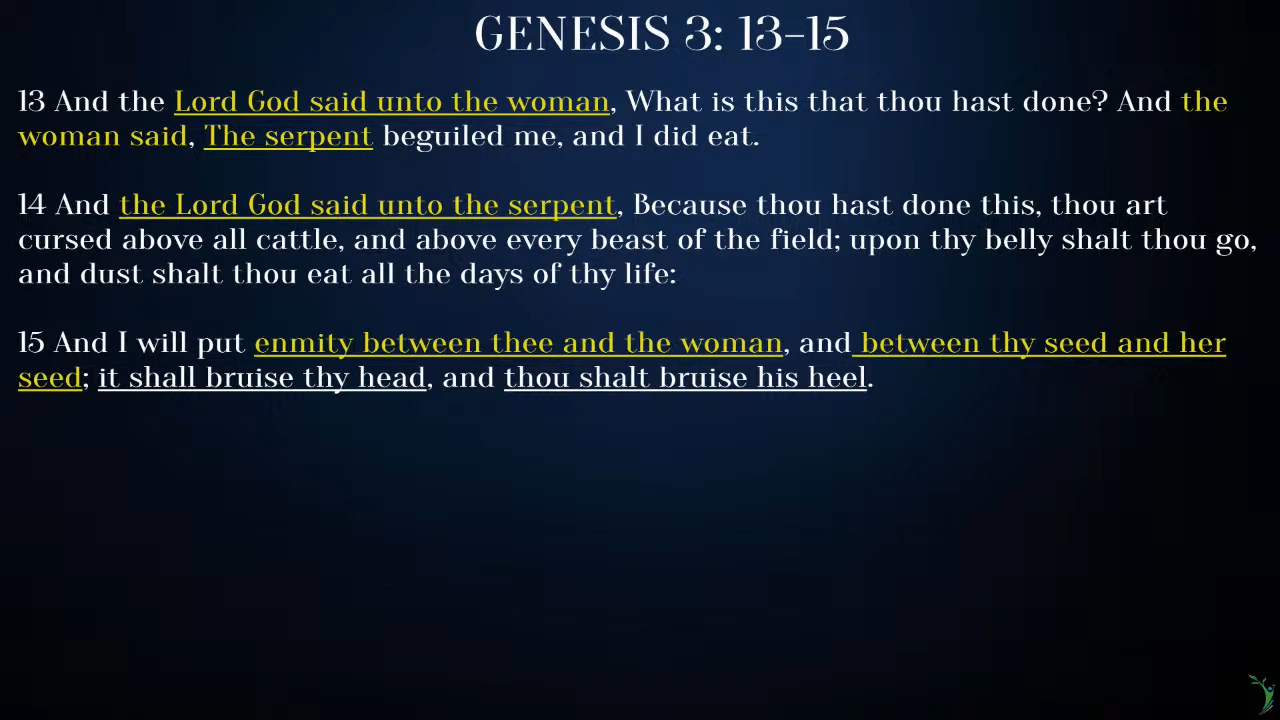 GENESIS 3: 13-15
13 And the Lord God said unto the woman, What is this that thou hast done? And the
woman said, The serpent beguiled me, and I did eat.
14 And the Lord God said unto the serpent, Because thou hast done this, thou art
cursed above all cattle, and above every beast of the field; upon thy belly shalt thou go,
and dust shalt thou eat all the days of thy life:
15 And I will put enmity between thee and the woman, and between thy seed and her
seed; it shall bruise thy head, and thou shalt bruise his heel.